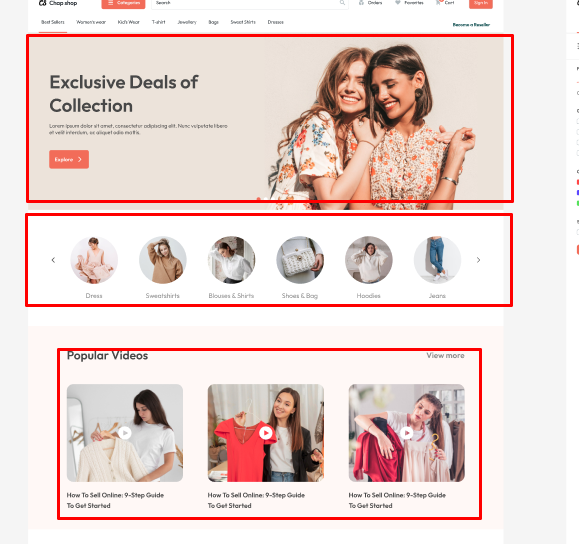 Chap shop
Categories
Search
Orders
Favorites
Cart
Sign In
Best Sellers
Women's wear
Kid's Wear
T-shirt
Jewellery
Bags
Sweat Shirts
Dresses
Become a Reseller
Exclusive Deals of
Collection
Lorem ipsum dolor sit amet, consectetur adipiscing elit. Nunc vulputate libero
et velit interdum, ac aliquet odio mattis.
Explore
Dress
Sweatshirts
Blouses & Shirts
Shoes & Bag
Hoodies
Jeans
Popular Videos
View more
How To Sell Online: 9-Step Guide
To Get Started
How To Sell Online: 9-Step Guide
To Get Started
How To Sell Online: 9-Step Guide
To Get Started